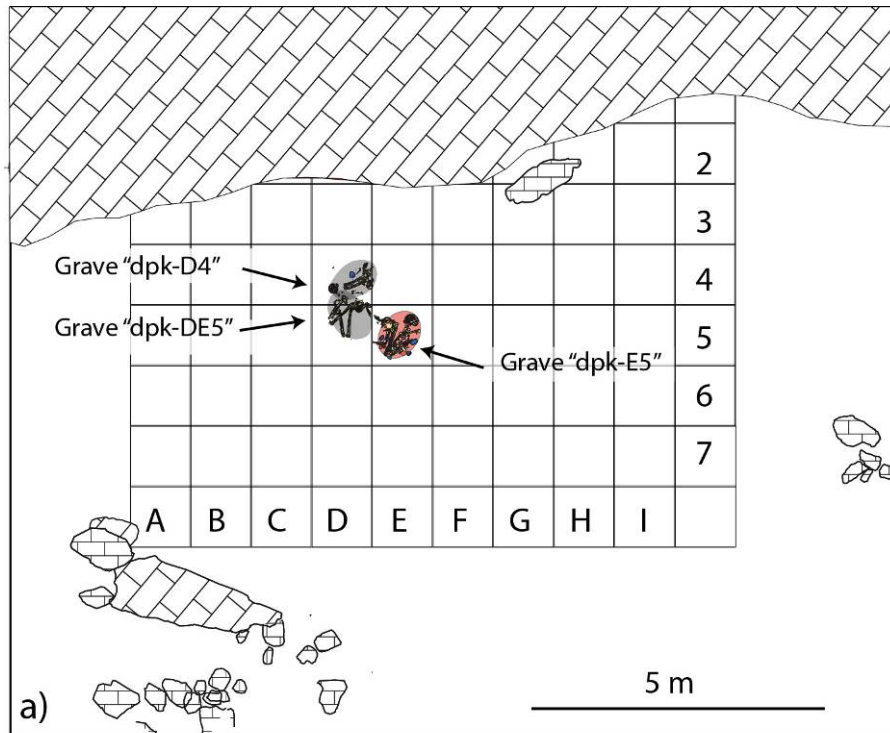 2
3
Grave “dpk-D4”
4
Grave “dpk-DE5”
5
Grave “dpk-E5”
6
7
A B C D E F G H I
5 m
a)